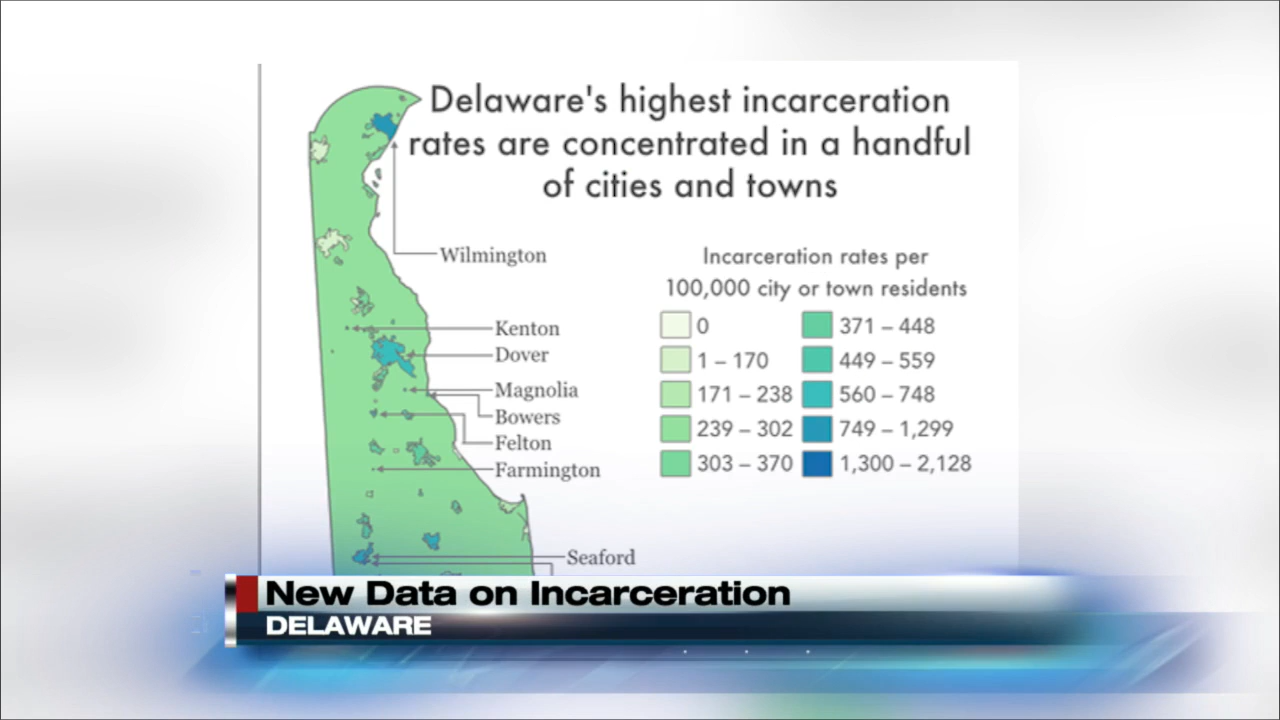 Delaware's highest incarceration
rates are concentrated in a handful
of cities and towns
Wilmington
Kenton
Dover
Magnolia
Bowers
Felton
Farmington
Seaford
Incarceration rates per
100,000 city or town residents
0
1 – 170
171 – 238
239 – 302
303 – 370
371 – 448
449 – 559
560 – 748
749 – 1,299
1,300 – 2,128
New Data on Incarceration
DELAWARE